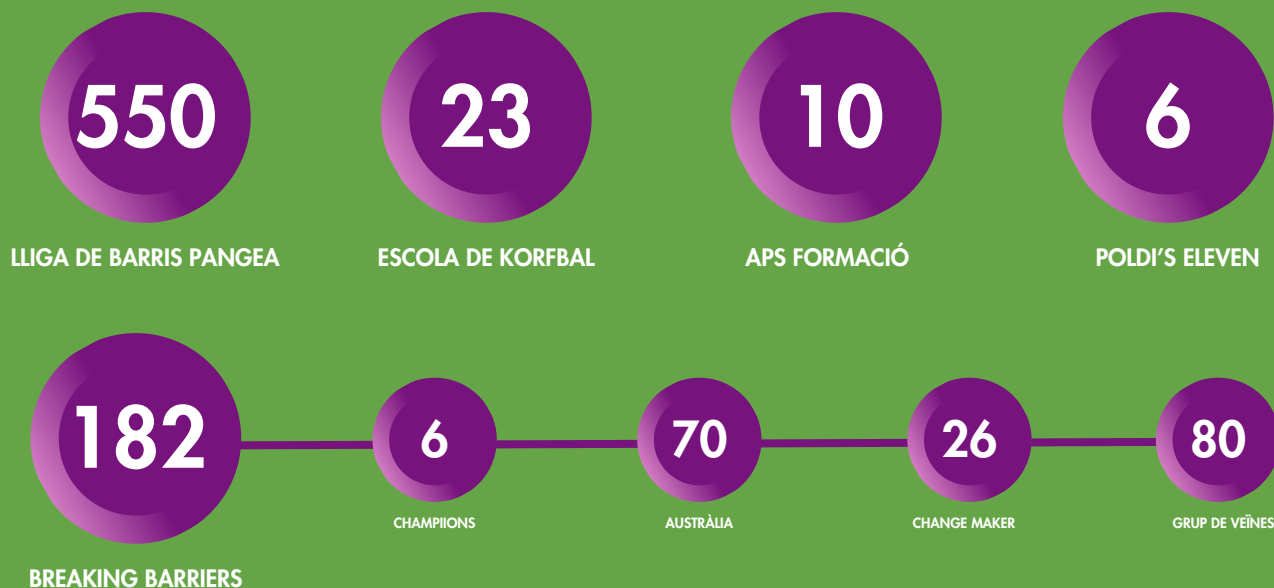 550
23
10
6
LLIGA DE BARRIS PANGEA
ESCOLA DE KORFBAL
APS FORMACIÓ
POLDI'S ELEVEN
182
6
70
26
80
CHAMPIIONS
AUSTRÀLIA
CHANGE MAKER
GRUP DE VEÏNES
BREAKING BARRIERS